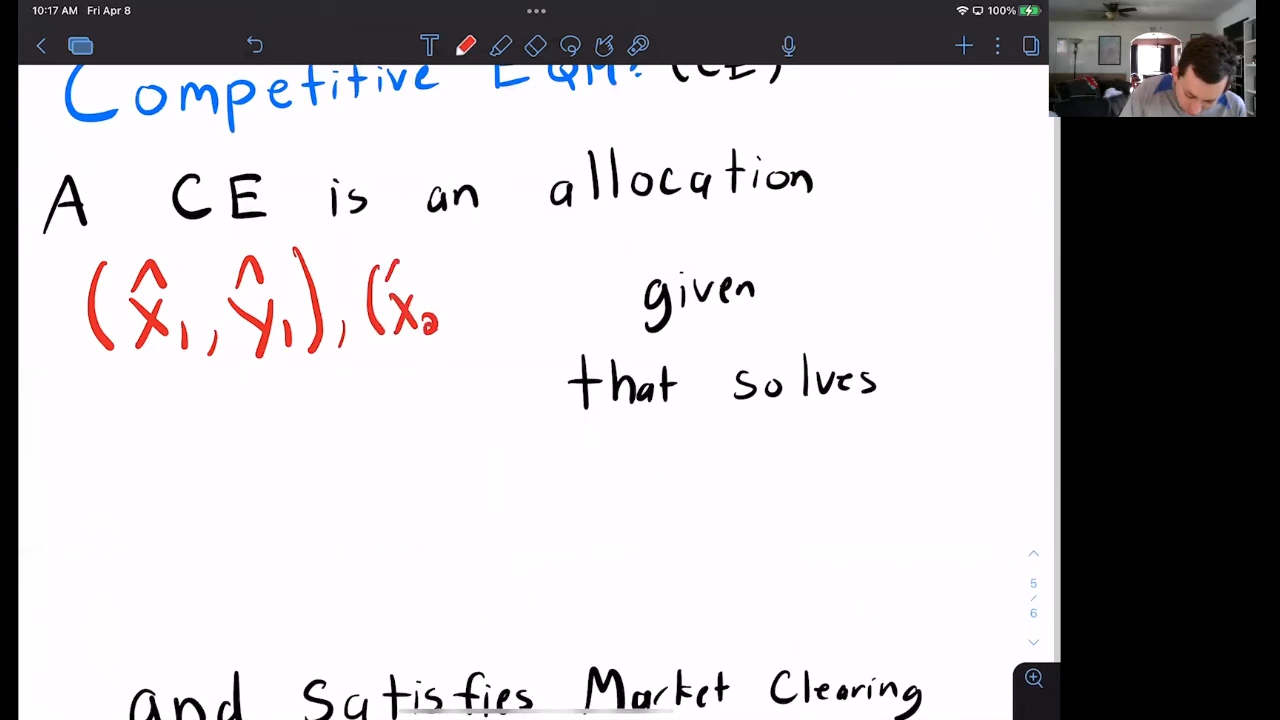 10:17 AM Fri Apr 8
100%
T
Competitive EQM: (CE)
A CE is an allocation
(x̂₁, ŷ₁), (x́₂ given
that solves
5
6
and satisfies Market Clearing